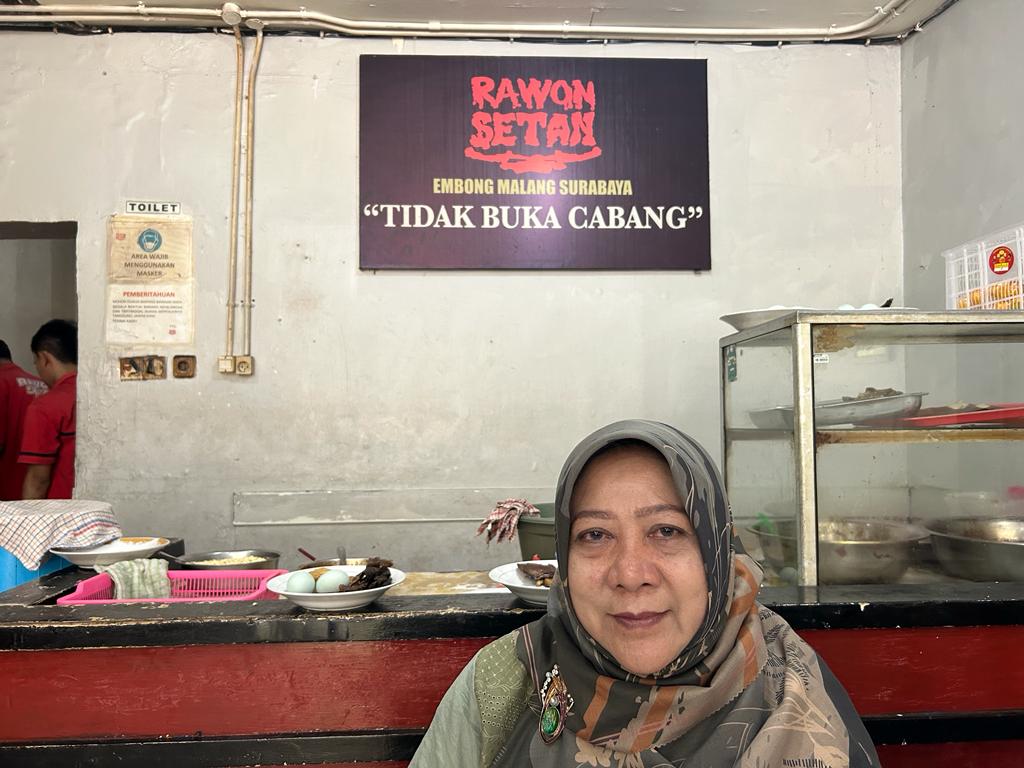 RAWON
SETAN
EMBONG MALANG SURABAYA
“TIDAK BUKA CABANG”
TOILET
AREA WAJIB
MENGGUNAKAN
MASKER
PEMBERITAHUAN